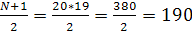 N+1/2 = 20*19/2 = 380/2 = 190